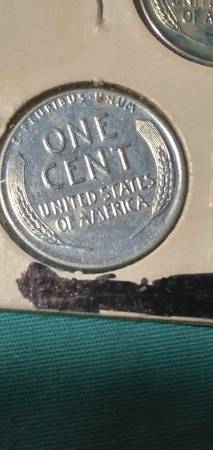 E·PLURIBUS·UNUM
ONE
CENT
UNITED STATES
OF AMERICA